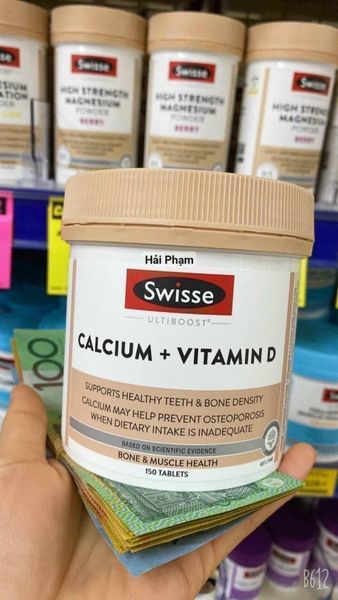 Swisse
Swisse
Swisse
Swisse
HIGH STRENGTH
MAGNESIUM
POWDER
BERRY
HIGH STRENGTH
MAGNESIUM
POWDER
BERRY
HIGH STRENGTH
MAGNESIUM
POWDER
BERRY
Hải Phạm
Swisse
ULTIBOOST
CALCIUM + VITAMIN D
SUPPORTS HEALTHY TEETH & BONE DENSITY
CALCIUM MAY HELP PREVENT OSTEOPOROSIS
WHEN DIETARY INTAKE IS INADEQUATE
BASED ON SCIENTIFIC EVIDENCE
BONE & MUSCLE HEALTH
150 TABLETS
100
B612